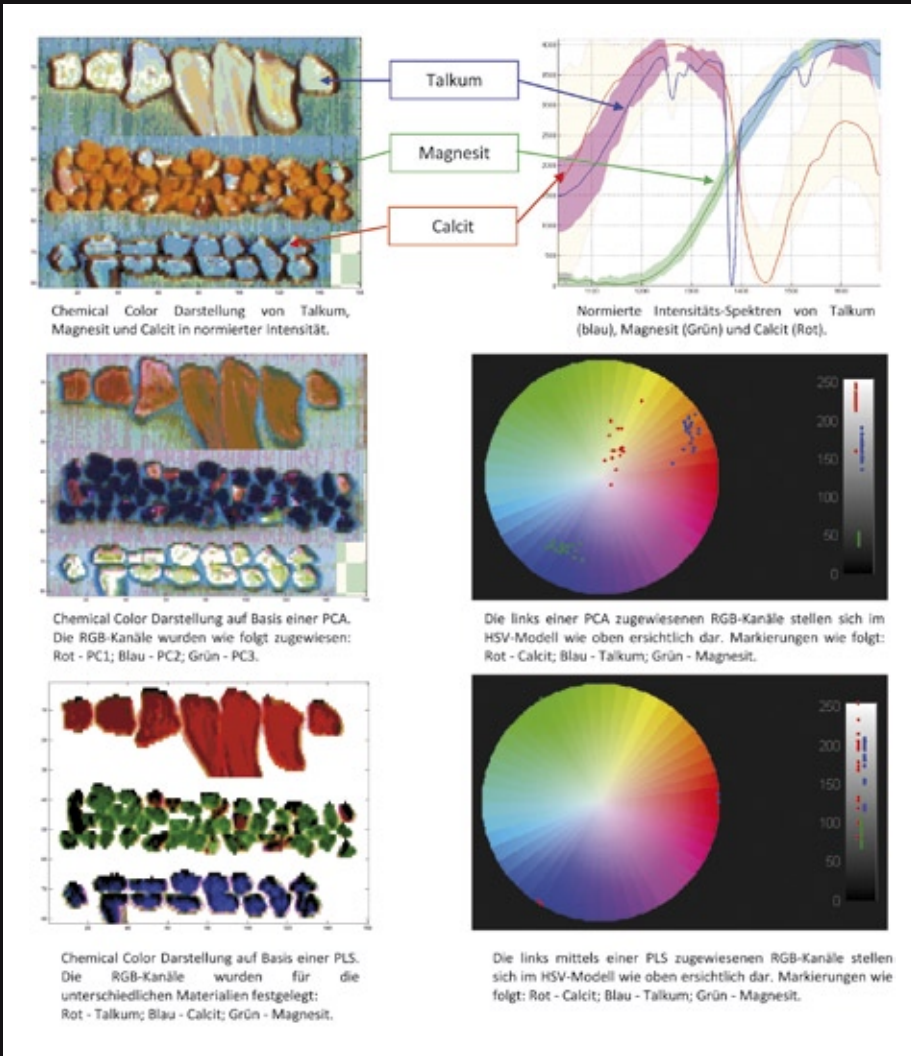 Talkum
Magnesit
Calcit
Chemical Color Darstellung von Talkum,
Magnesit und Calcit in normierter Intensität.
Normierte Intensitäts-Spektren von Talkum
(blau), Magnesit (Grün) und Calcit (Rot).
250
200
150
100
50
0
Chemical Color Darstellung auf Basis einer PCA.
Die RGB-Kanäle wurden wie folgt zugewiesen:
Rot - PC1; Blau - PC2; Grün - PC3.
Die links einer PCA zugewiesenen RGB-Kanäle stellen sich im
HSV-Modell wie oben ersichtlich dar. Markierungen wie folgt:
Rot - Calcit; Blau - Talkum; Grün - Magnesit.
250
200
150
100
50
0
Chemical Color Darstellung auf Basis einer PLS.
Die RGB-Kanäle wurden für die
unterschiedlichen Materialien festgelegt:
Rot - Talkum; Blau - Calcit; Grün - Magnesit.
Die links mittels einer PLS zugewiesenen RGB-Kanäle stellen
sich im HSV-Modell wie oben ersichtlich dar. Markierungen wie
folgt: Rot - Calcit; Blau - Talkum; Grün - Magnesit.